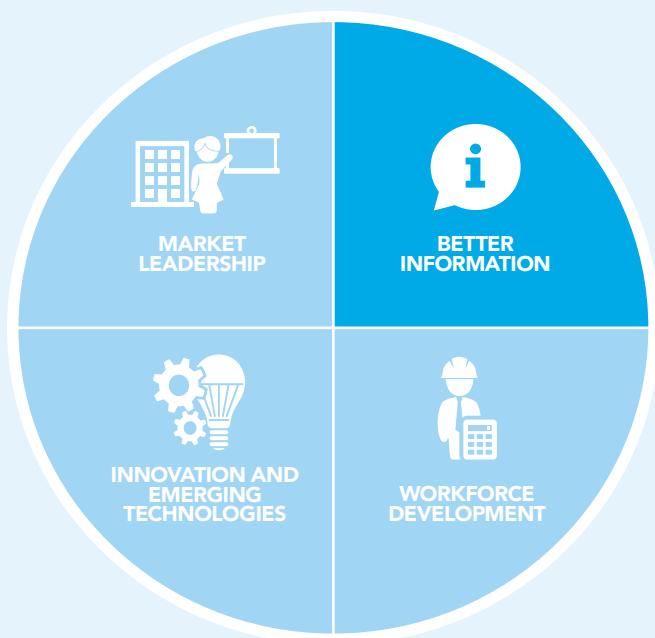 MARKET
LEADERSHIP
BETTER
INFORMATION
INNOVATION AND
EMERGING
TECHNOLOGIES
WORKFORCE
DEVELOPMENT